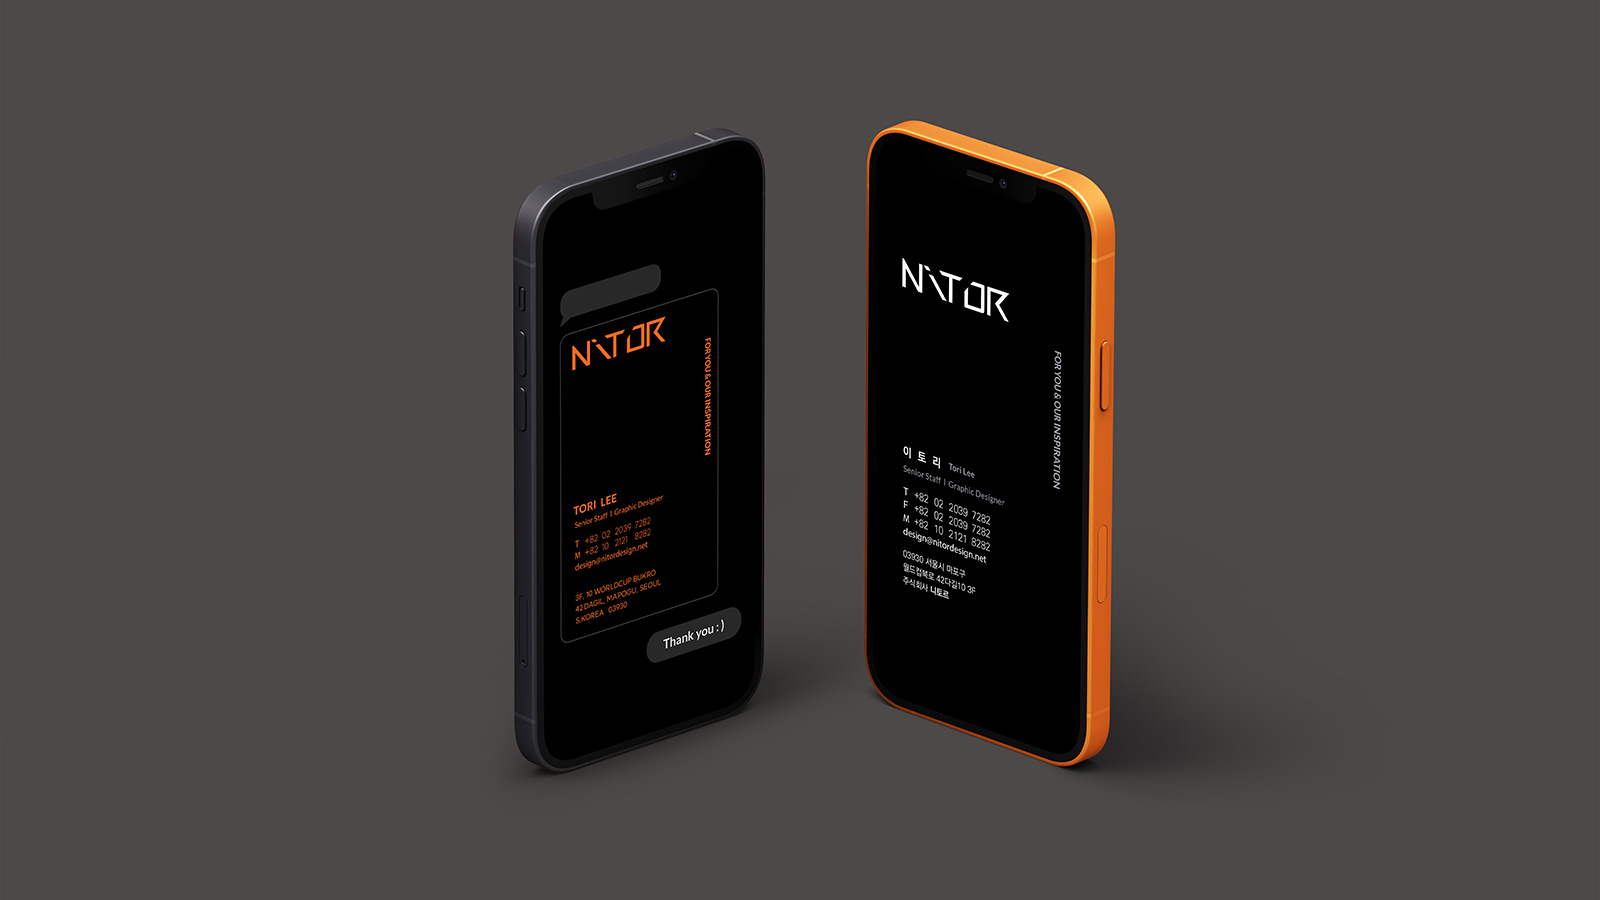 NITOR
FOR YOU & OUR INSPIRATION
TORI LEE
Senior Staff | Graphic Designer
T +82 02 2039 7282
M +82 10 2121 8282
design@nitordesign.net
3F, 10 WORLDCUP BUKRO
42DAGIL, MAPOGU, SEOUL
S.KOREA 03930
Thank you : )
NITOR
FOR YOU & OUR INSPIRATION
이 토 리 Tori Lee
Senior Staff | Graphic Designer
T +82 02 2039 7282
F +82 02 2039 7282
M +82 10 2121 8282
design@nitordesign.net
03930 서울시 마포구
월드컵북로 42다길10 3F
주식회사 니토르